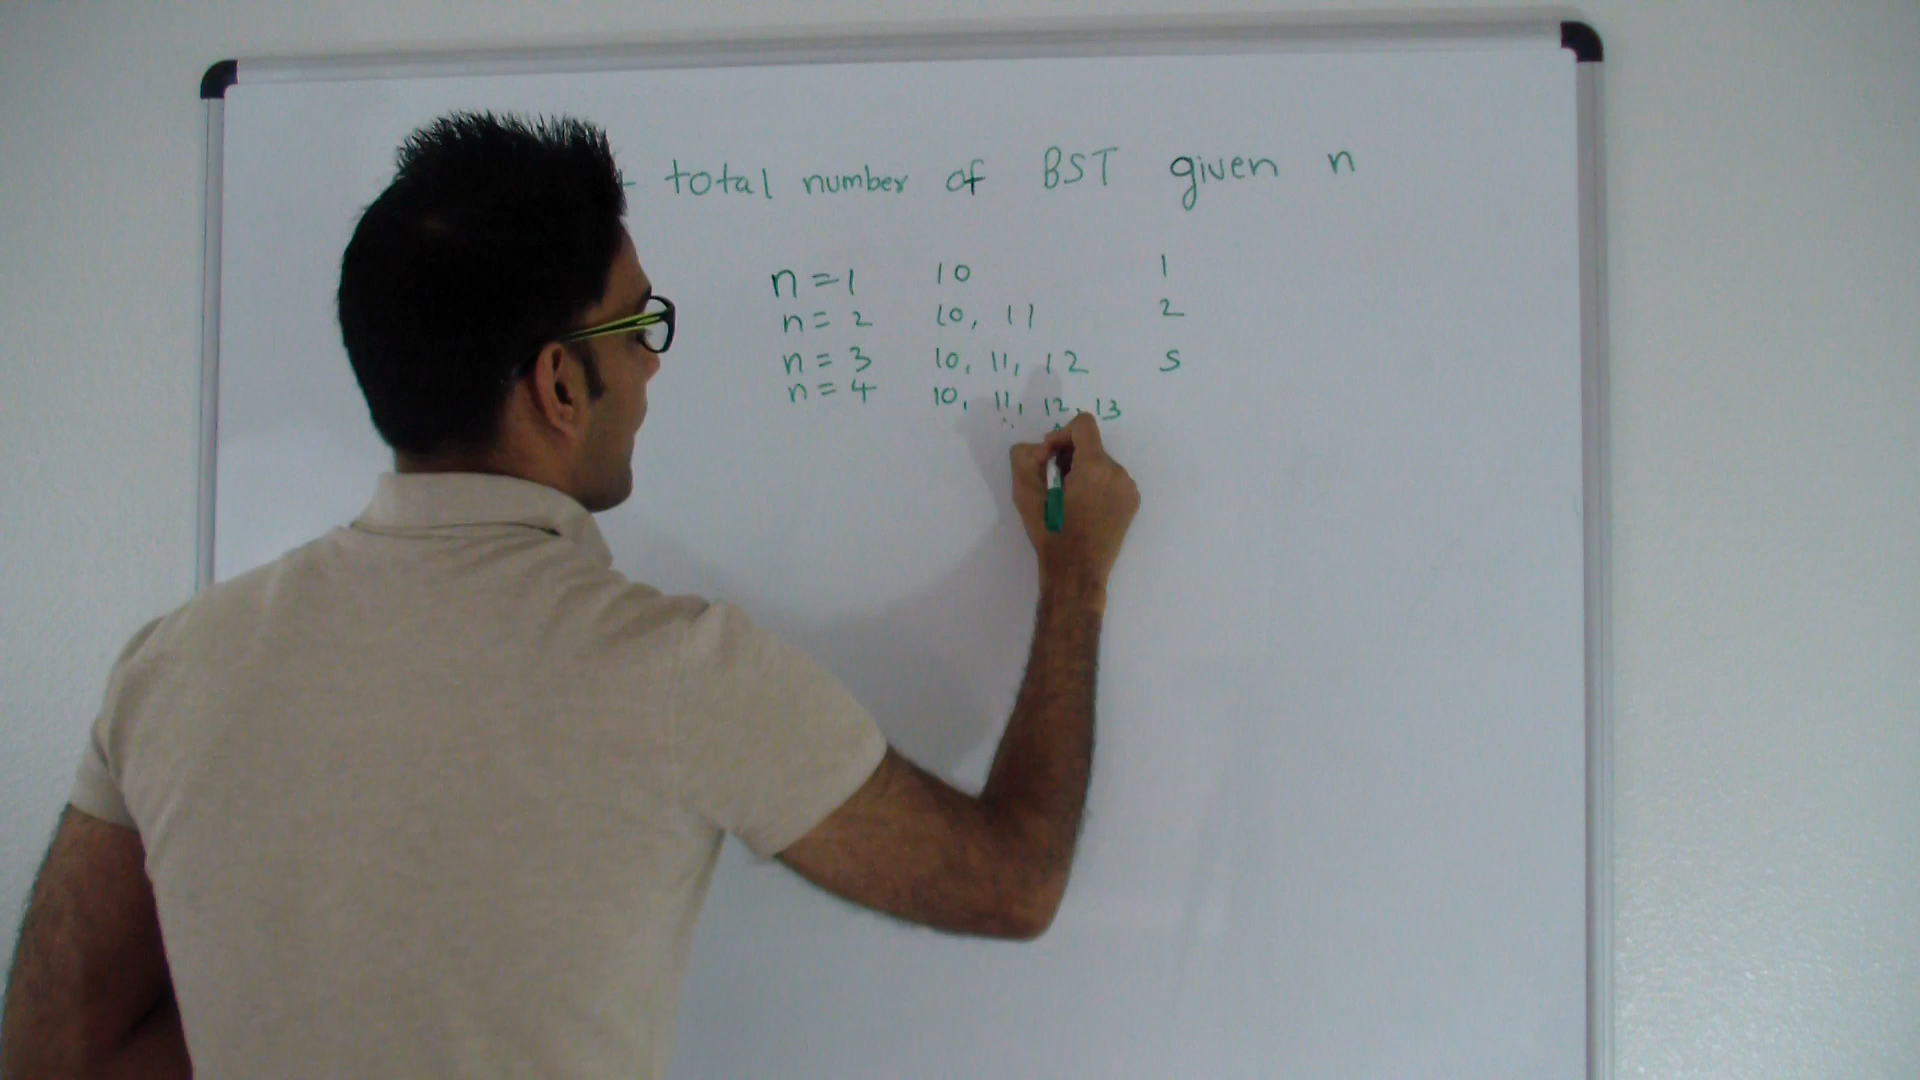 total number of BST given n
n = 1 10 1
n = 2 10, 11 2
n = 3 10, 11, 12 5
n = 4 10, 11, 12, 13